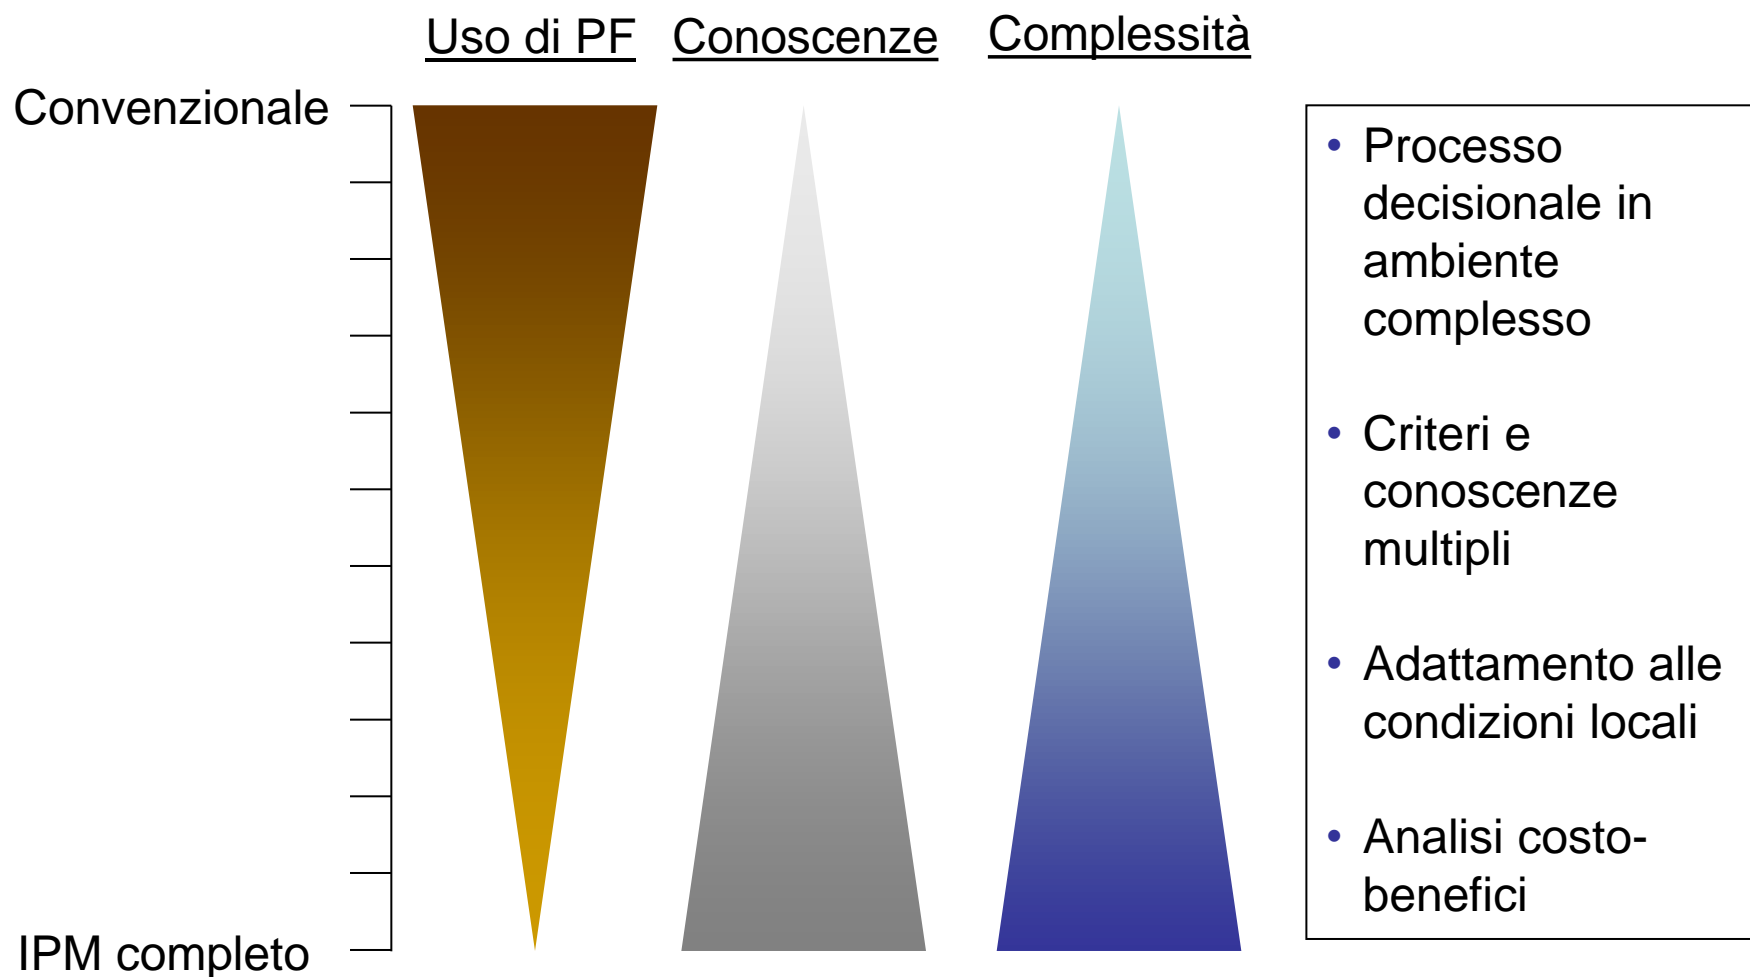 Uso di PF
Conoscenze
Complessità
Convenzionale
• Processo
decisionale in
ambiente
complesso
• Criteri e
conoscenze
multipli
• Adattamento alle
condizioni locali
• Analisi costo-
benefici
IPM completo